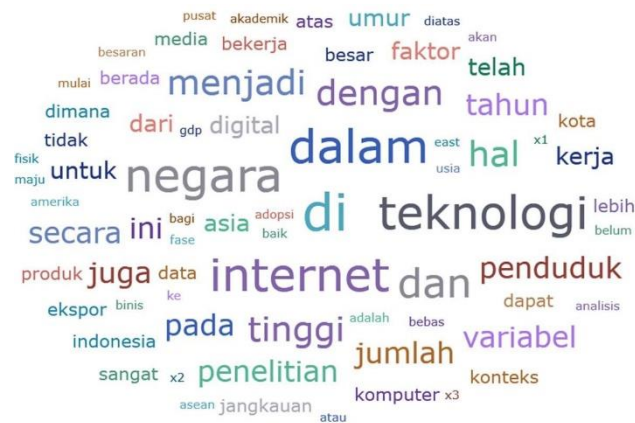 pusat akademik atas umur diatas
besaran media bekerja besar faktor akan
mulai berada menjadi dengan telah
dimana dari gdp digital tahun kota
tidak dalam east hal x1 kerja
fisik untuk negara usia
maju
amerika di teknologi lebih
secara ini bagi asia adopsi belum
fase baik
produk juga data internet dan penduduk
ke dapat analisis
ekspor binis pada tinggi adalah bebas variabel
indonesia jumlah
sangat x2 penelitian konteks
komputer x3
asean jangkauan atau